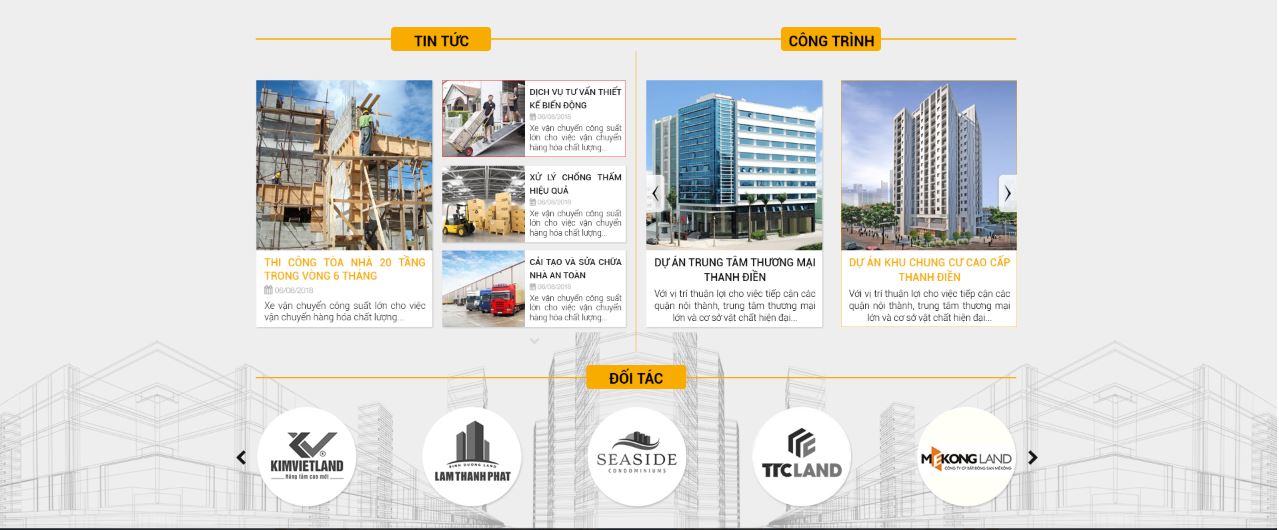 TIN TỨC
THI CÔNG TÒA NHÀ 20 TẦNG
TRONG VÒNG 6 THÁNG
06/08/2018
Xe vận chuyển công suất lớn cho việc
vận chuyển hàng hóa chất lượng...
DỊCH VỤ TƯ VẤN THIẾT
KẾ BIẾN ĐỘNG
06/08/2018
Xe vận chuyển công suất
lớn cho việc vận chuyển
hàng hóa chất lượng...
XỬ LÝ CHỐNG THẤM
HIỆU QUẢ
06/08/2018
Xe vận chuyển công suất
lớn cho việc vận chuyển
hàng hóa chất lượng...
CẢI TẠO VÀ SỬA CHỮA
NHÀ AN TOÀN
06/08/2018
Xe vận chuyển công suất
lớn cho việc vận chuyển
hàng hóa chất lượng...
CÔNG TRÌNH
DỰ ÁN TRUNG TÂM THƯƠNG MẠI
THANH ĐIỀN
Với vị trí thuận lợi cho việc tiếp cận các
quận nội thành, trung tâm thương mại
lớn và cơ sở vật chất hiện đại...
DỰ ÁN KHU CHUNG CƯ CAO CẤP
THANH ĐIỀN
Với vị trí thuận lợi cho việc tiếp cận các
quận nội thành, trung tâm thương mại
lớn và cơ sở vật chất hiện đại...
ĐỐI TÁC
KIMVIETLAND
Nâng tầm cao mới
BINH DUONG LAND
LAM THANH PHAT
SEASIDE
CONDOMINIUMS
TTCLAND
MEKONG LAND
CÔNG TY CP BẤT ĐỘNG SẢN MÊ KÔNG